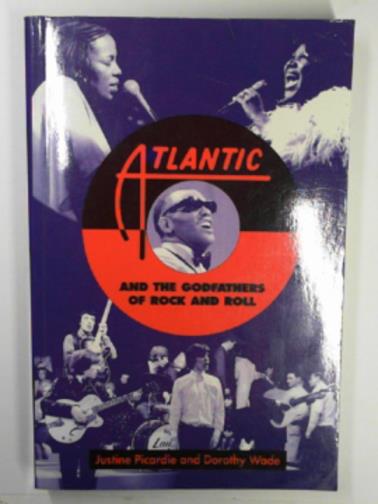 ATLANTIC
AND THE GODFATHERS
OF ROCK AND ROLL
Justine Picardie and Dorothy Wade